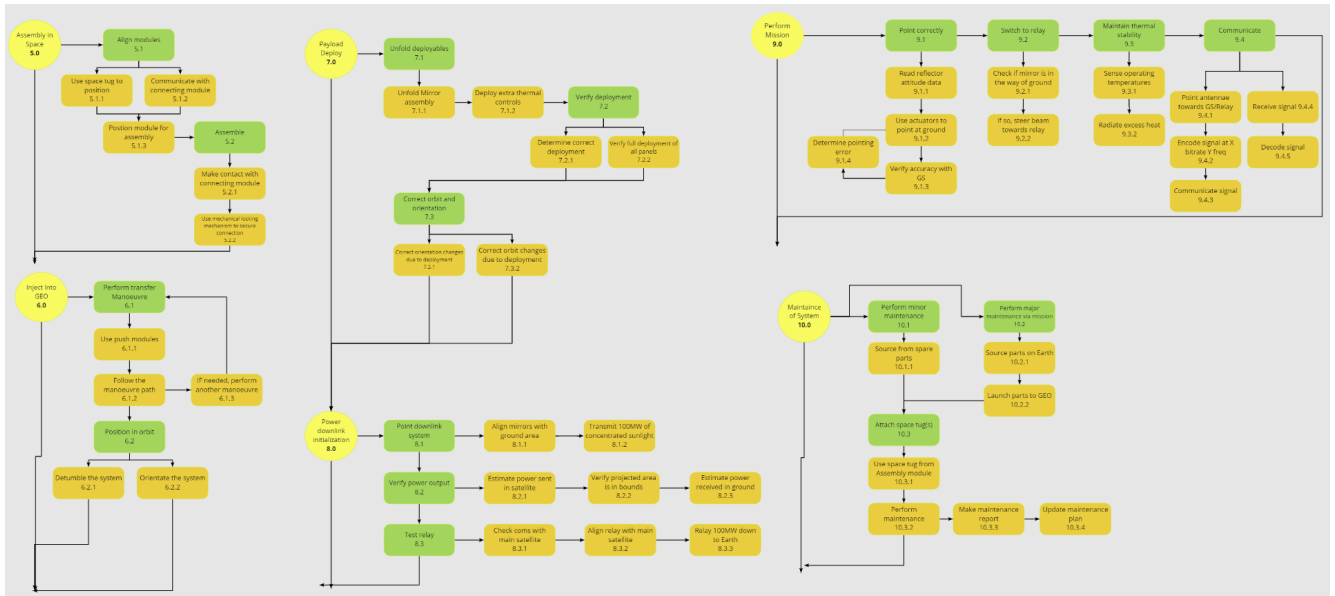 Assembly in
Space
5.0
Align modules
5.1
Use space tug to
position
5.1.1
Communicate with
connecting module
5.1.2
Postion module for
assembly
5.1.3
Assemble
5.2
Make contact with
connecting module
5.2.1
Use mechanical locking
mechanism to secure
connection
5.2.2
Inject Into
GEO
6.0
Perform transfer
Manoeuvre
6.1
Use push modules
6.1.1
Follow the
manoeuvre path
6.1.2
IF needed, perform
another manoeuvre
6.1.3
Position in orbit
6.2
Detumble the system
6.2.1
Orientate the system
6.2.2
Payload
Deploy
7.0
Unfold deployables
7.1
Unfold Mirror
assembly
7.1.1
Deploy extra thermal
controls
7.1.2
Verify deployment
7.2
Determine correct
deployment
7.2.1
Verify full deployment of
all panels
7.2.2
Correct orbit and
orientation
7.3
Correct orientation changes
due to deployment
7.3.1
Correct orbit changes
due to deployment
7.3.2
Power
downlink
initialization
8.0
Point downlink
system
8.1
Align mirrors with
ground area
8.1.1
Transmit 100MW of
concentrated sunlight
8.1.2
Verify power output
8.2
Estimate power sent
in satellite
8.2.1
Verify projected area
is in bounds
8.2.2
Estimate power
received in ground
8.2.3
Test relay
8.3
Check coms with
main satellite
8.3.1
Align relay with main
satellite
8.3.2
Relay 100MW down
to Earth
8.3.3
Perform
Mission
9.0
Point correctly
9.1
Read reflector
attitude data
9.1.1
Use actuators to
point at ground
9.1.2
Determine pointing
error
9.1.4
Verify accuracy with
GS
9.1.3
Switch to relay
9.2
Check if mirror is in
the way of ground
9.2.1
If so, steer beam
towards relay
9.2.2
Maintain thermal
stability
9.3
Sense operating
temperatures
9.3.1
Radiate excess heat
9.3.2
Communicate
9.4
Point antennae
towards GS/Relay
9.4.1
Encode signal at X
bitrate Y freq
9.4.2
Communicate signal
9.4.3
Receive signal 9.4.4
Decode signal
9.4.5
Maintaince
of System
10.0
Perform minor
maintenance
10.1
Source from spare
parts
10.1.1
Perform major
maintenance via mission
10.2
Source parts on Earth
10.2.1
Launch parts to GEO
10.2.2
Attach space tug(s)
10.3
Use space tug from
Assembly module
10.3.1
Perform
maintenance
10.3.2
Make maintenance
report
10.3.3
Update maintenance
plan
10.3.4